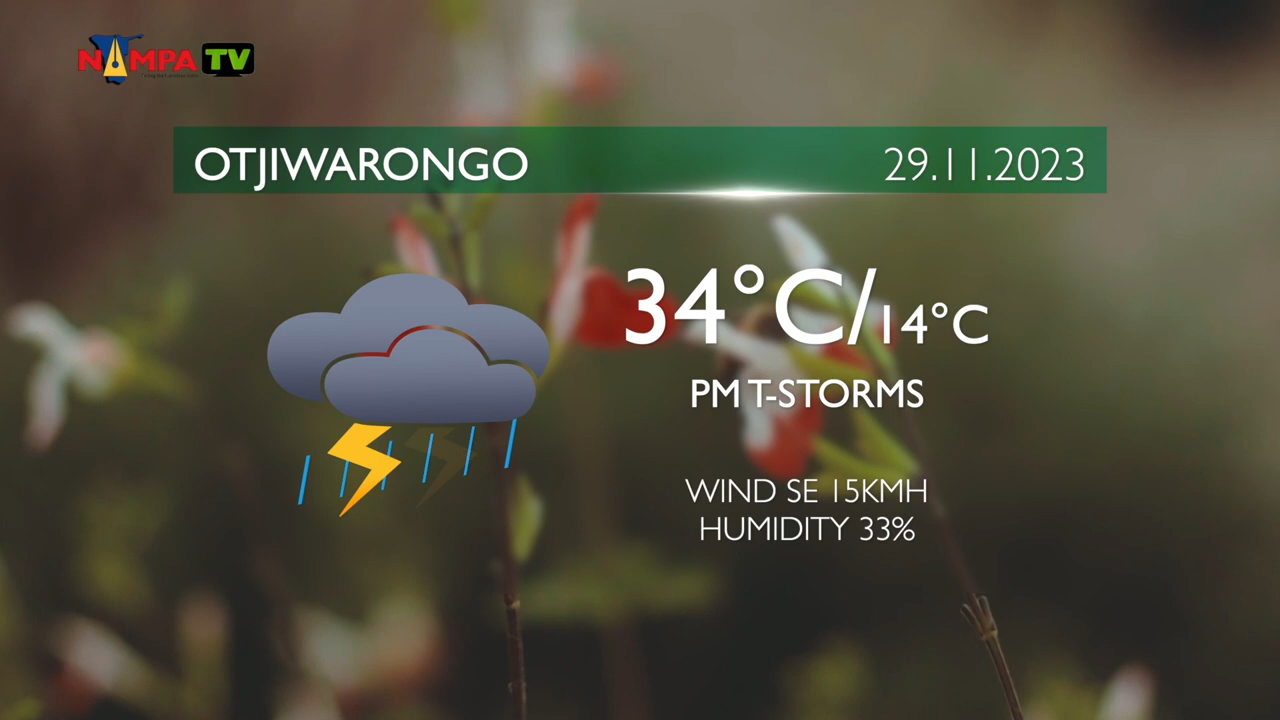 NAMPA TV
OTJIWARONGO 29.11.2023
34°C/14°C
PM T-STORMS
WIND SE 15KMH
HUMIDITY 33%